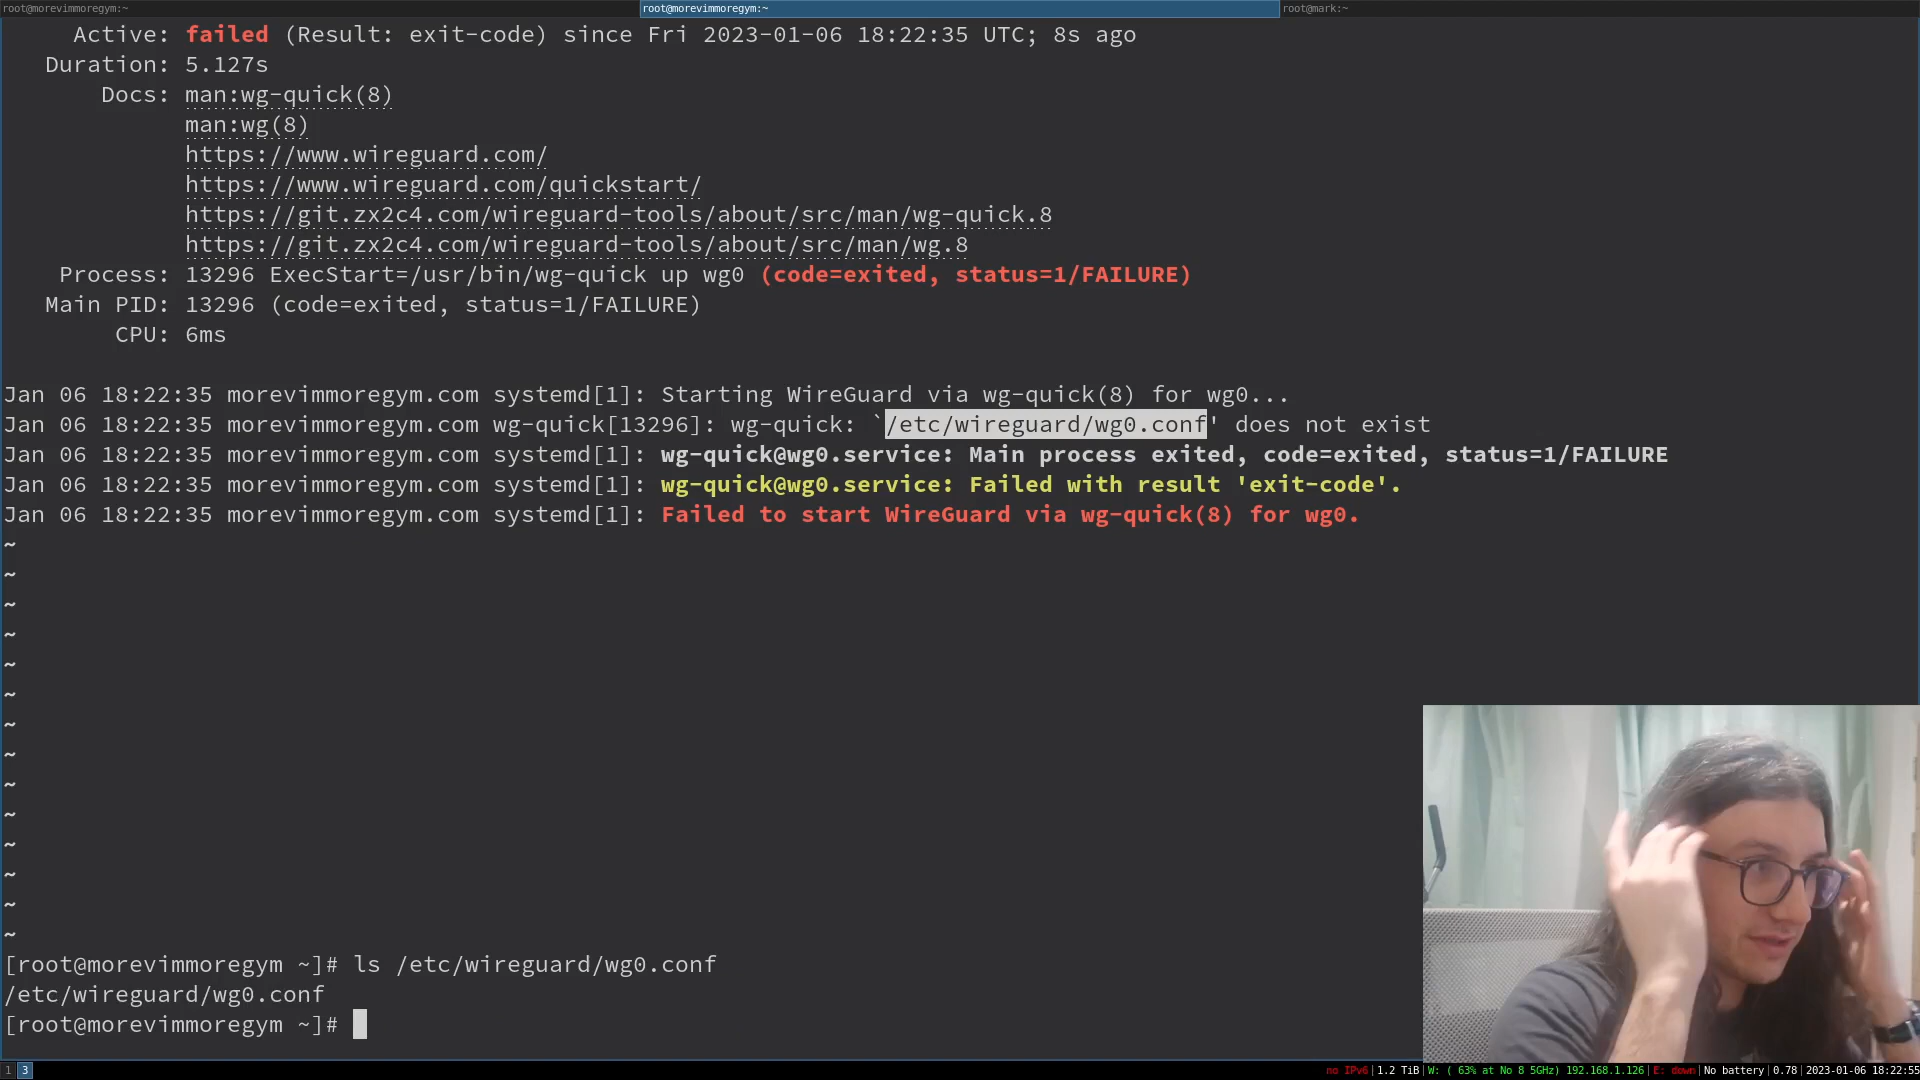 root@morevimmoregym:~
root@morevimmoregym:~
root@mark:~
Active: failed (Result: exit-code) since Fri 2023-01-06 18:22:35 UTC; 8s ago
Duration: 5.127s
Docs: man:wg-quick(8)
man:wg(8)
https://www.wireguard.com/
https://www.wireguard.com/quickstart/
https://git.zx2c4.com/wireguard-tools/about/src/man/wg-quick.8
https://git.zx2c4.com/wireguard-tools/about/src/man/wg.8
Process: 13296 ExecStart=/usr/bin/wg-quick up wg0 (code=exited, status=1/FAILURE)
Main PID: 13296 (code=exited, status=1/FAILURE)
CPU: 6ms
Jan 06 18:22:35 morevimmoregym.com systemd[1]: Starting WireGuard via wg-quick(8) for wg0...
Jan 06 18:22:35 morevimmoregym.com wg-quick[13296]: wg-quick: `/etc/wireguard/wg0.conf' does not exist
Jan 06 18:22:35 morevimmoregym.com systemd[1]: wg-quick@wg0.service: Main process exited, code=exited, status=1/FAILURE
Jan 06 18:22:35 morevimmoregym.com systemd[1]: wg-quick@wg0.service: Failed with result 'exit-code'.
Jan 06 18:22:35 morevimmoregym.com systemd[1]: Failed to start WireGuard via wg-quick(8) for wg0.
~
~
~
~
~
~
~
~
~
~
~
~
~
~
[root@morevimmoregym ~]# ls /etc/wireguard/wg0.conf
/etc/wireguard/wg0.conf
[root@morevimmoregym ~]#
1 3
no IPv6|1.2 TiB|W: ( 63% at No 8 5GHz) 192.168.1.126|E: down|No battery|0.78|2023-01-06 18:22:55